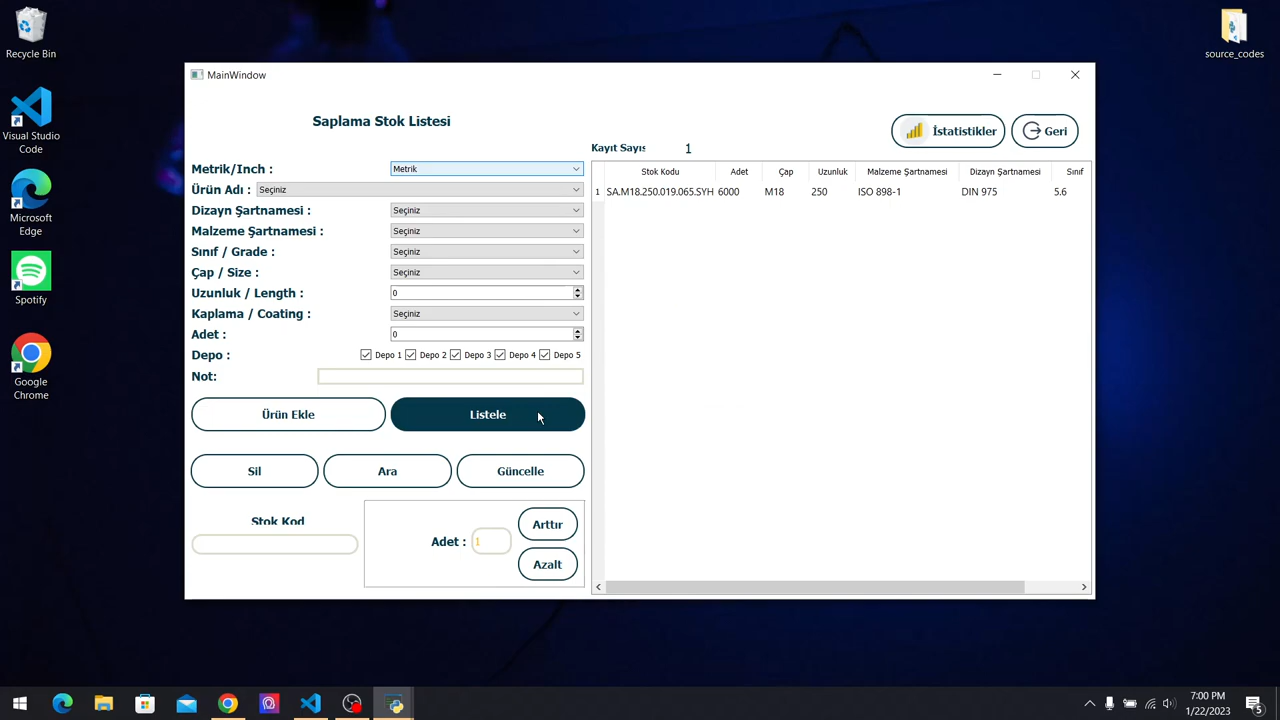 Recycle Bin
Visual Studio
Code
Microsoft
Edge
Spotify
Google
Chrome
source_codes
MainWindow
Saplama Stok Listesi
İstatistikler
Geri
Kayıt Sayıs
1
Metrik/Inch :
Metrik
Ürün Adı :
Seçiniz
Dizayn Şartnamesi :
Seçiniz
Malzeme Şartnamesi :
Seçiniz
Sınıf / Grade :
Seçiniz
Çap / Size :
Seçiniz
Uzunluk / Length :
0
Kaplama / Coating :
Seçiniz
Adet :
0
Depo :
Depo 1 Depo 2 Depo 3 Depo 4 Depo 5
Not:
Ürün Ekle
Listele
Sil
Ara
Güncelle
Stok Kod
Adet :
1
Arttır
Azalt
Stok Kodu Adet Çap Uzunluk Malzeme Şartnamesi Dizayn Şartnamesi Sınıf
1 SA.M18.250.019.065.SYH 6000 M18 250 ISO 898-1 DIN 975 5.6
7:00 PM
1/22/2023
5